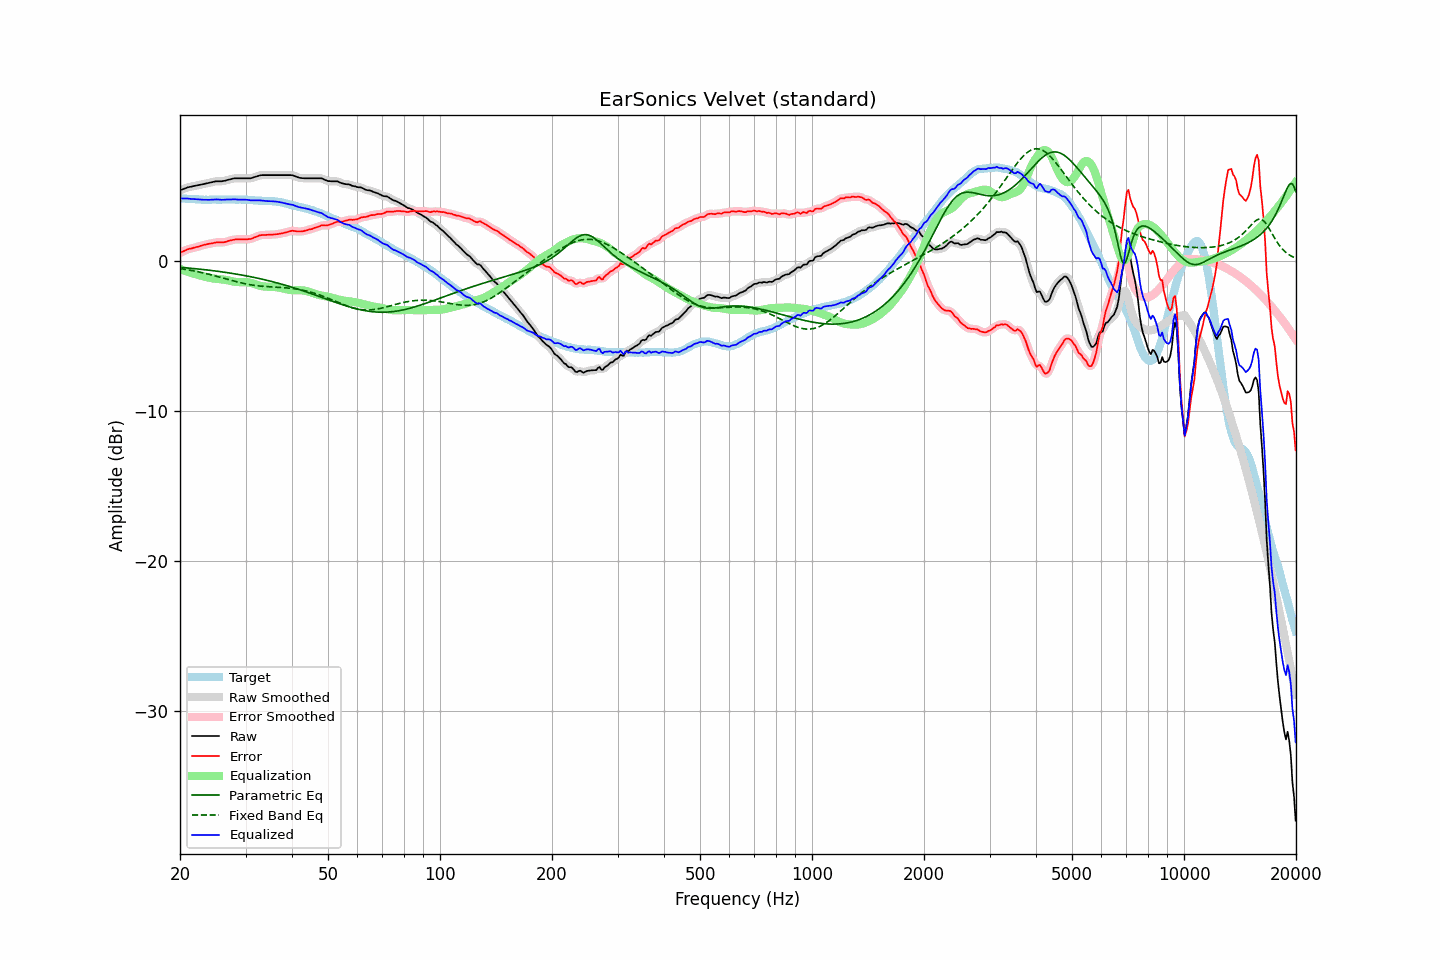 EarSonics Velvet (standard)
Amplitude (dBr)
0
−10
−20
−30
Target
Raw Smoothed
Error Smoothed
Raw
Error
Equalization
Parametric Eq
Fixed Band Eq
Equalized
20 50 100 200 500 1000 2000 5000 10000 20000
Frequency (Hz)